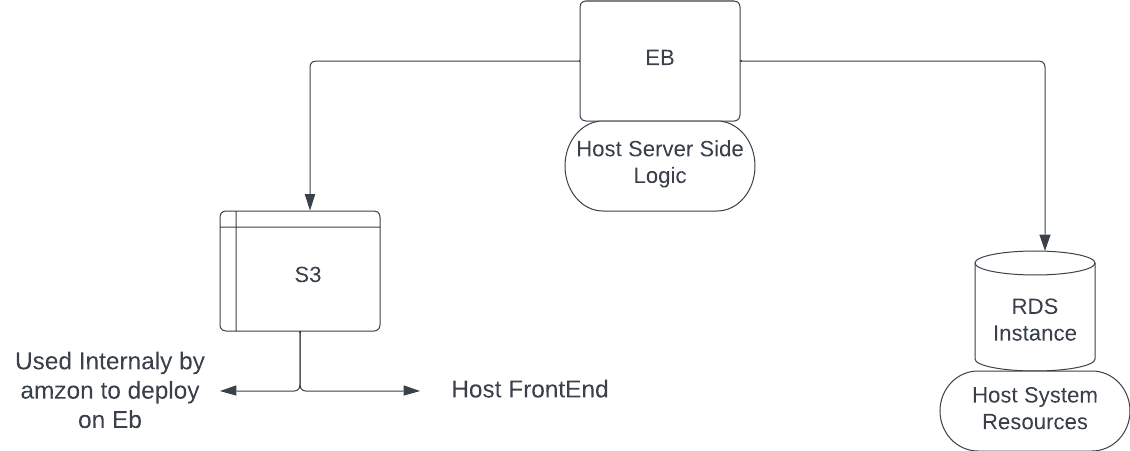 EB
Host Server Side
Logic
S3
RDS
Instance
Used Internaly by
amzon to deploy
on Eb
Host FrontEnd
Host System
Resources